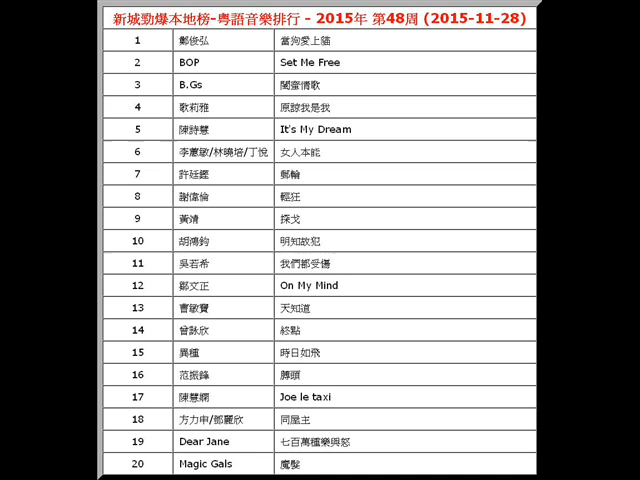 新城勁爆本地榜-粵語音樂排行 - 2015年 第48周 (2015-11-28)
1 鄭俊弘 當狗愛上貓
2 BOP Set Me Free
3 B.Gs 闔蠻情歌
4 歌莉雅 原諒我是我
5 陳詩慧 It's My Dream
6 李蕙敏/林曉培/丁悅 女人本能
7 許廷鏗 郵輪
8 謝偉倫 輕狂
9 黃靖 探戈
10 胡鴻鈞 明知故犯
11 吳若希 我們都受傷
12 鄒文正 On My Mind
13 曹敏寶 天知道
14 曾詠欣 終點
15 異種 時日如飛
16 范振鋒 膊頭
17 陳慧嫻 Joe le taxi
18 方力申/鄧麗欣 同屋主
19 Dear Jane 七百萬種樂與怒
20 Magic Gals 魔髮